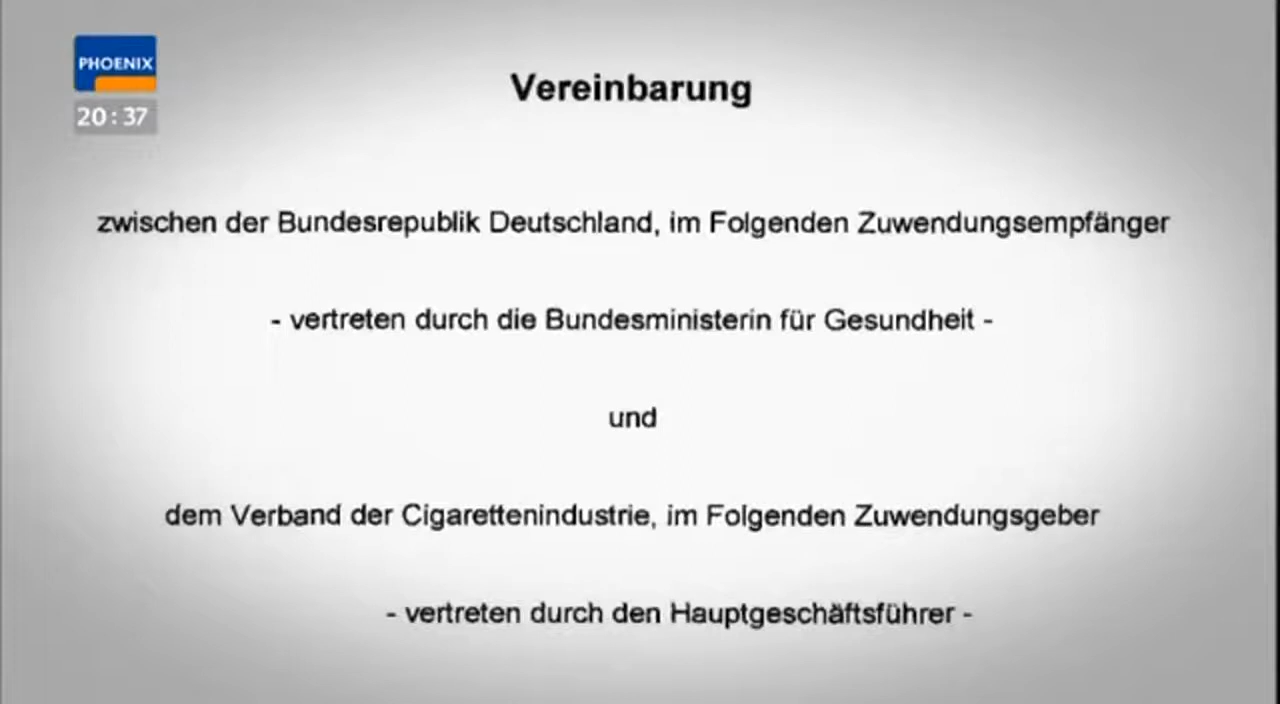 PHOENIX
20:37
Vereinbarung
zwischen der Bundesrepublik Deutschland, im Folgenden Zuwendungsempfänger
- vertreten durch die Bundesministerin für Gesundheit -
und
dem Verband der Cigarettenindustrie, im Folgenden Zuwendungsgeber
- vertreten durch den Hauptgeschäftsführer -